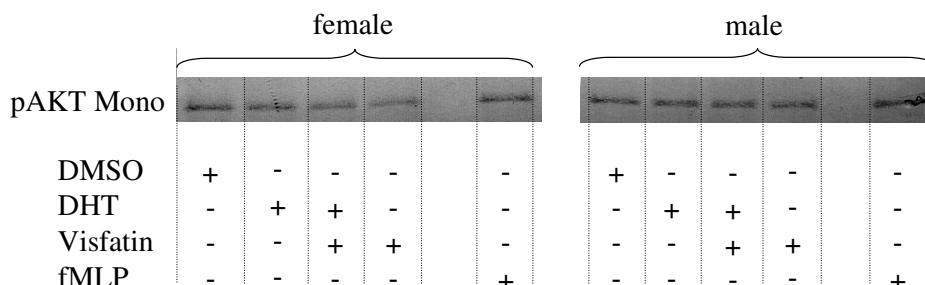 female male
pAKT Mono
DMSO + - - - - + - - - -
DHT - + + - - - + + - -
Visfatin - - + + - - - + + -
fMLP - - - - + - - - - +